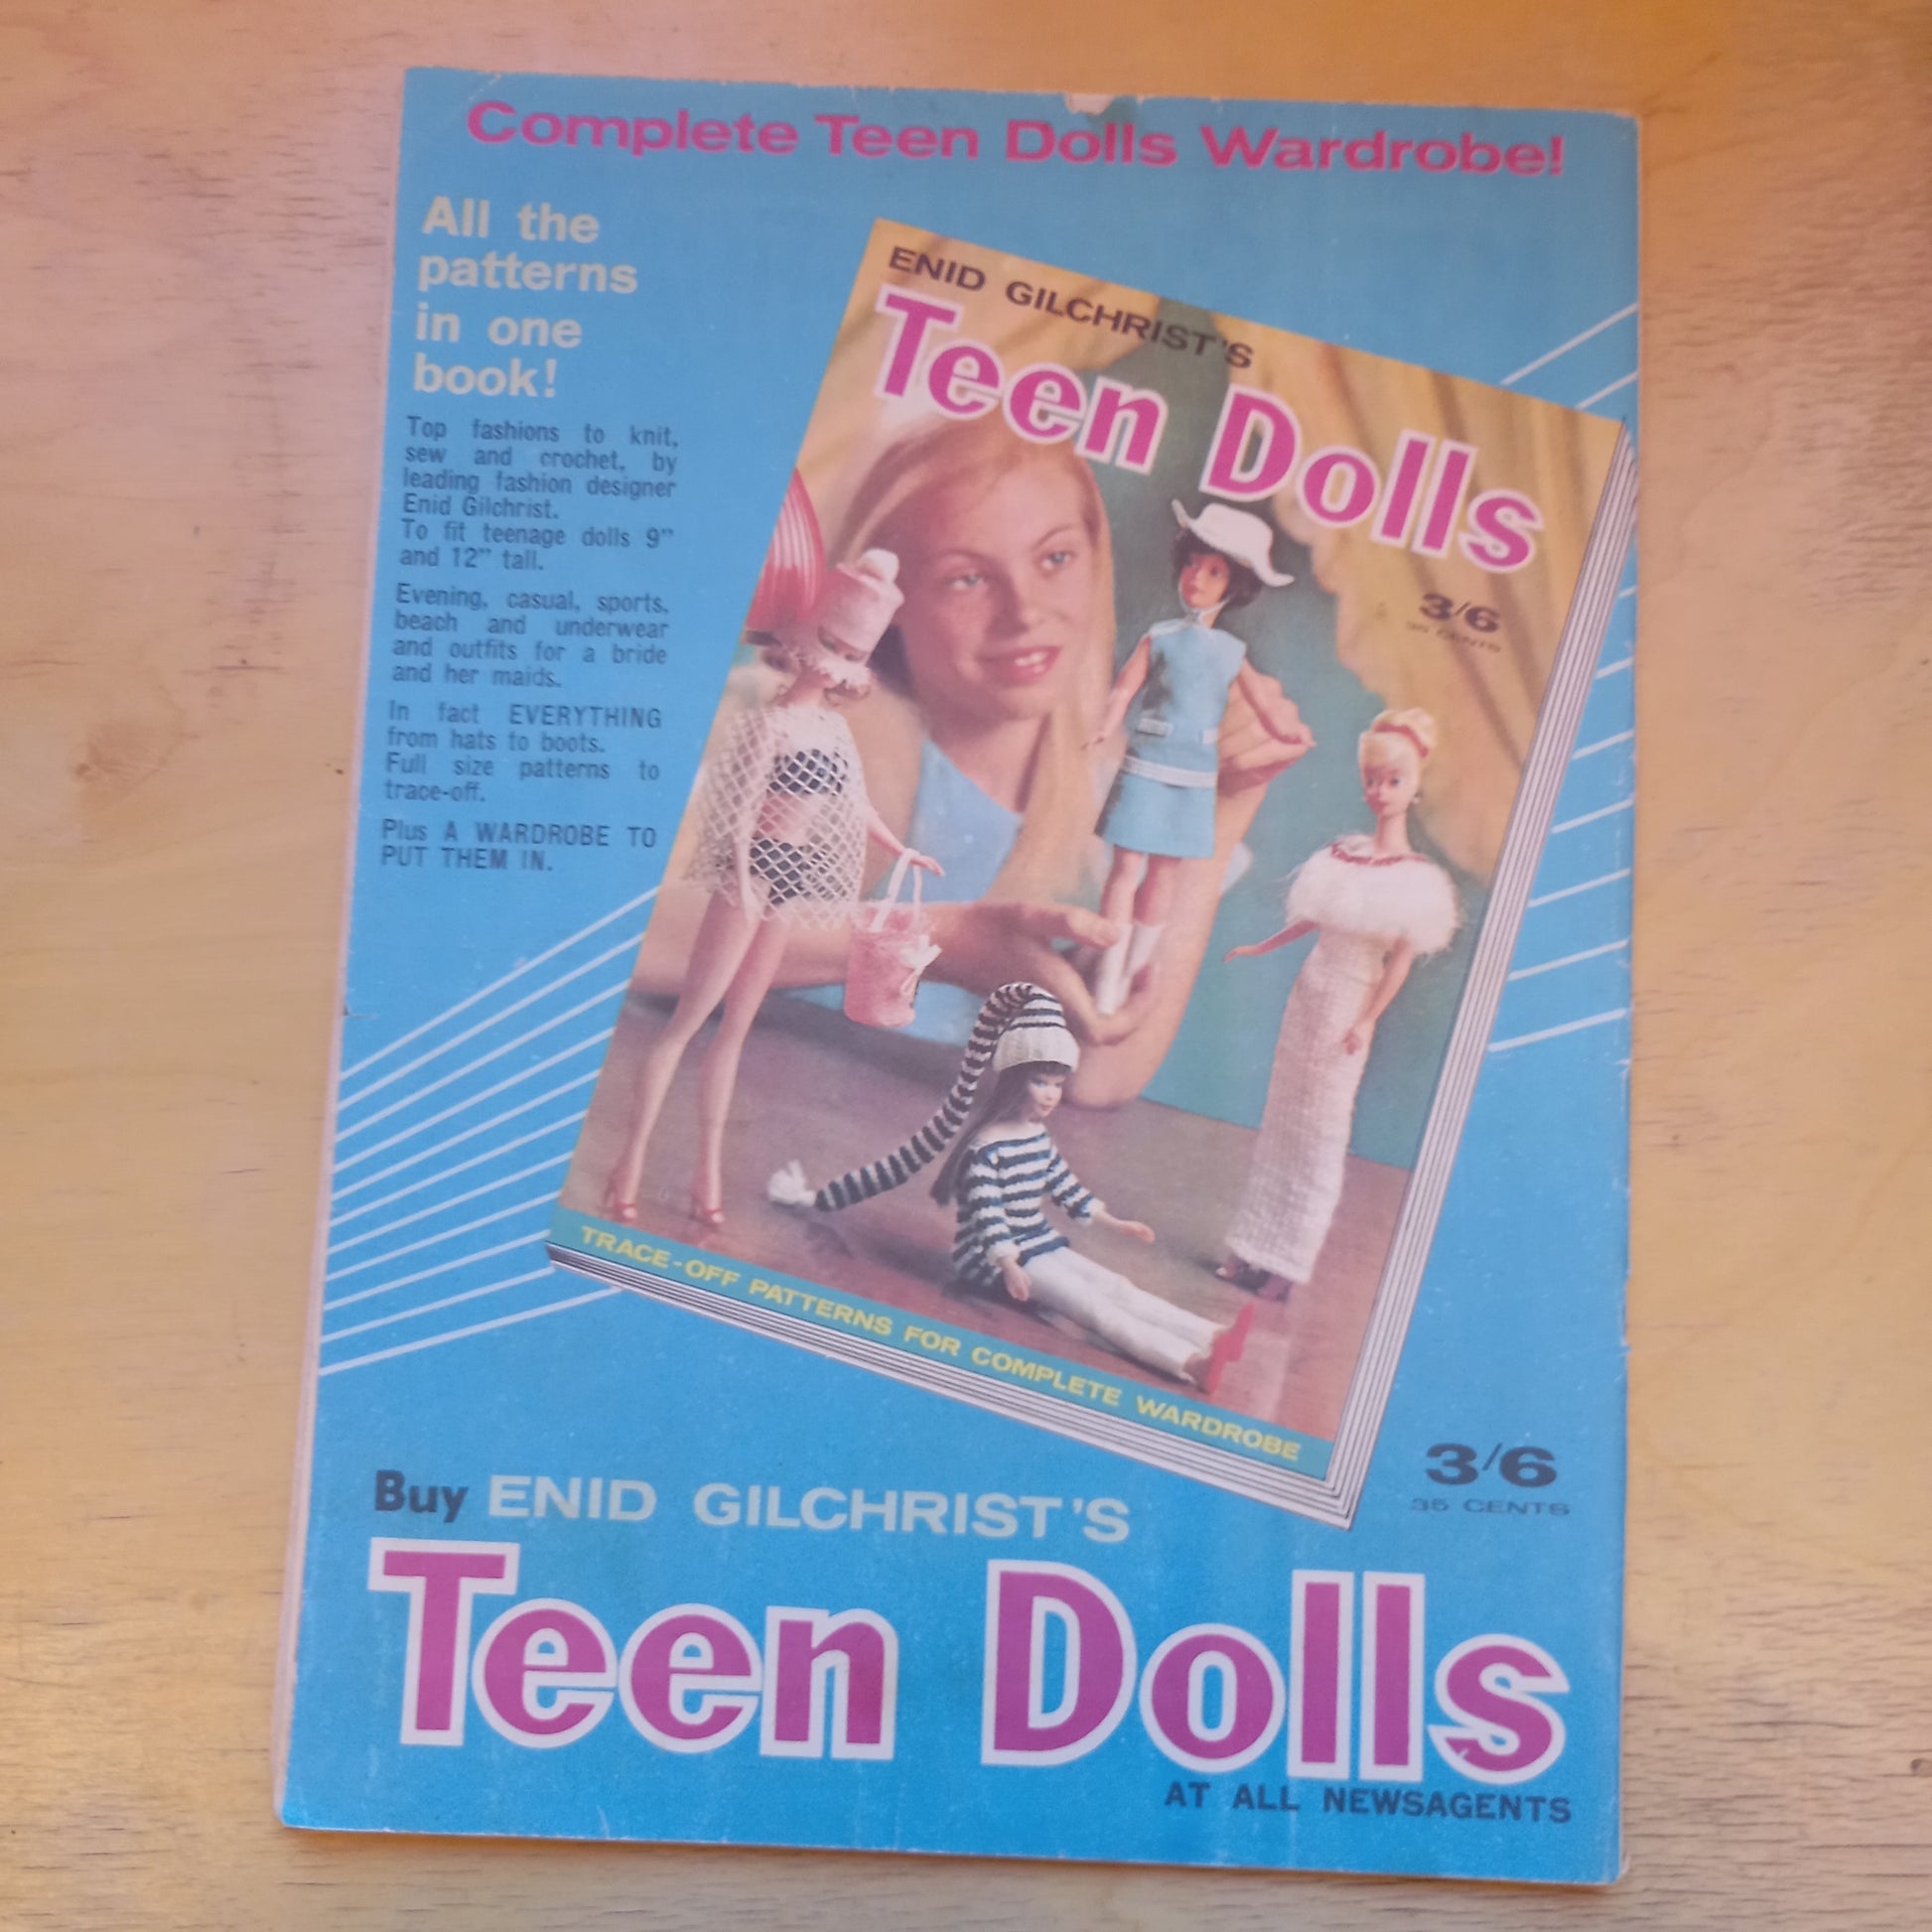 Complete Teen Dolls Wardrobe!
All the
patterns
in one
book!
Top fashions to knit,
sew and crochet, by
leading fashion designer
Enid Gilchrist.
To fit teenage dolls 9"
and 12" tall.
Evening, casual, sports,
beach and underwear
and outfits for a bride
and her maids.
In fact EVERYTHING
from hats to boots.
Full size patterns to
trace-off.
Plus A WARDROBE TO
PUT THEM IN.
ENID GILCHRIST'S
Teen Dolls
3/6
35 CENTS
TRACE-OFF PATTERNS FOR COMPLETE WARDROBE
3/6
35 CENTS
Buy ENID GILCHRIST'S
Teen Dolls
AT ALL NEWSAGENTS